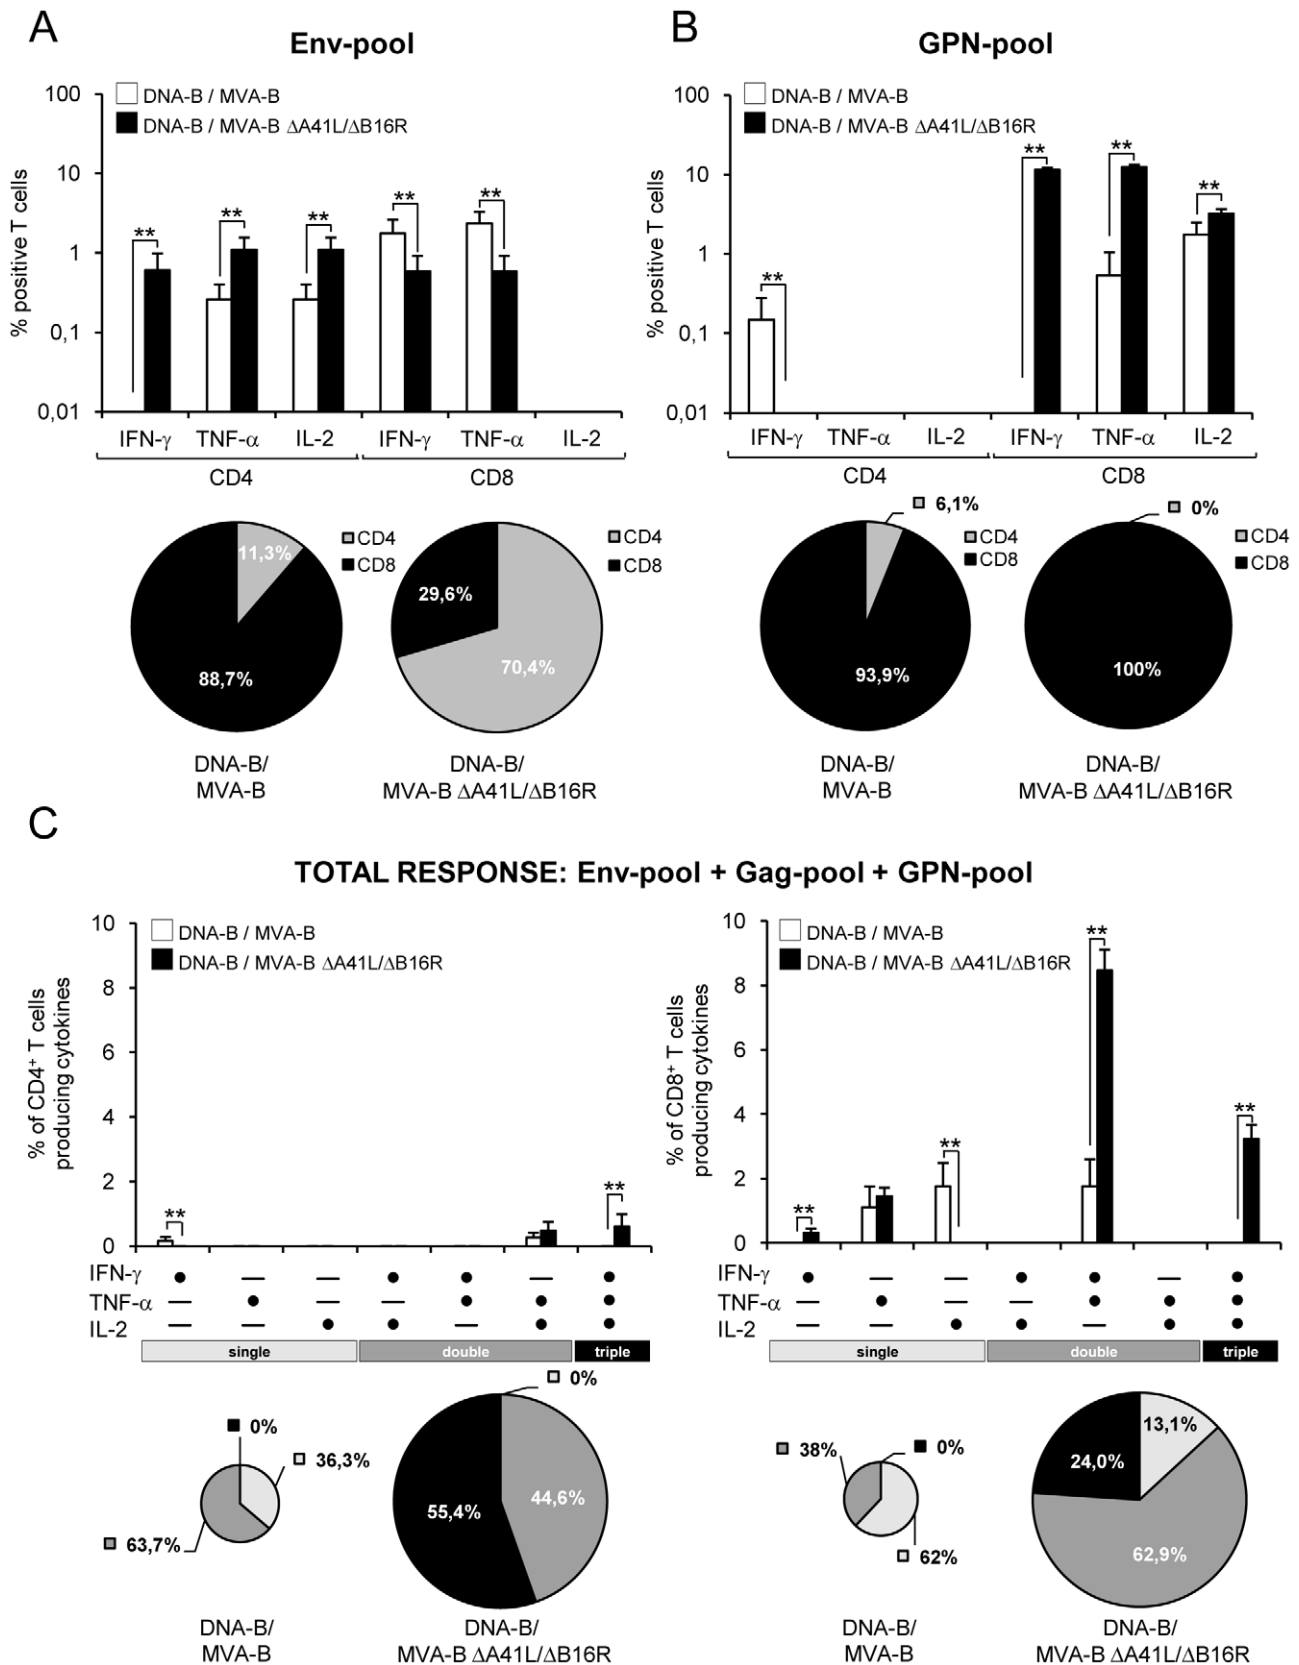 A
Env-pool
DNA-B / MVA-B
DNA-B / MVA-B ΔA41L/ΔB16R
% positive T cells
100
10
1
0,1
0,01
**
**
**
**
**
IFN-γ TNF-α IL-2 IFN-γ TNF-α IL-2
CD4 CD8
11,3%
88,7%
CD4
CD8
29,6%
70,4%
CD4
CD8
DNA-B/
MVA-B
DNA-B/
MVA-B ΔA41L/ΔB16R
B
GPN-pool
DNA-B / MVA-B
DNA-B / MVA-B ΔA41L/ΔB16R
% positive T cells
100
10
1
0,1
0,01
**
**
**
**
IFN-γ TNF-α IL-2 IFN-γ TNF-α IL-2
CD4 CD8
6,1%
93,9%
CD4
CD8
0%
100%
CD4
CD8
DNA-B/
MVA-B
DNA-B/
MVA-B ΔA41L/ΔB16R
C
TOTAL RESPONSE: Env-pool + Gag-pool + GPN-pool
DNA-B / MVA-B
DNA-B / MVA-B ΔA41L/ΔB16R
% of CD4+ T cells
producing cytokines
10
8
6
4
2
0
**
**
IFN-γ
TNF-α
IL-2
single double triple
0%
36,3%
63,7%
0%
55,4%
44,6%
DNA-B/
MVA-B
DNA-B/
MVA-B ΔA41L/ΔB16R
DNA-B / MVA-B
DNA-B / MVA-B ΔA41L/ΔB16R
% of CD8+ T cells
producing cytokines
10
8
6
4
2
0
**
**
**
**
IFN-γ
TNF-α
IL-2
single double triple
38%
0%
62%
13,1%
24,0%
62,9%
DNA-B/
MVA-B
DNA-B/
MVA-B ΔA41L/ΔB16R